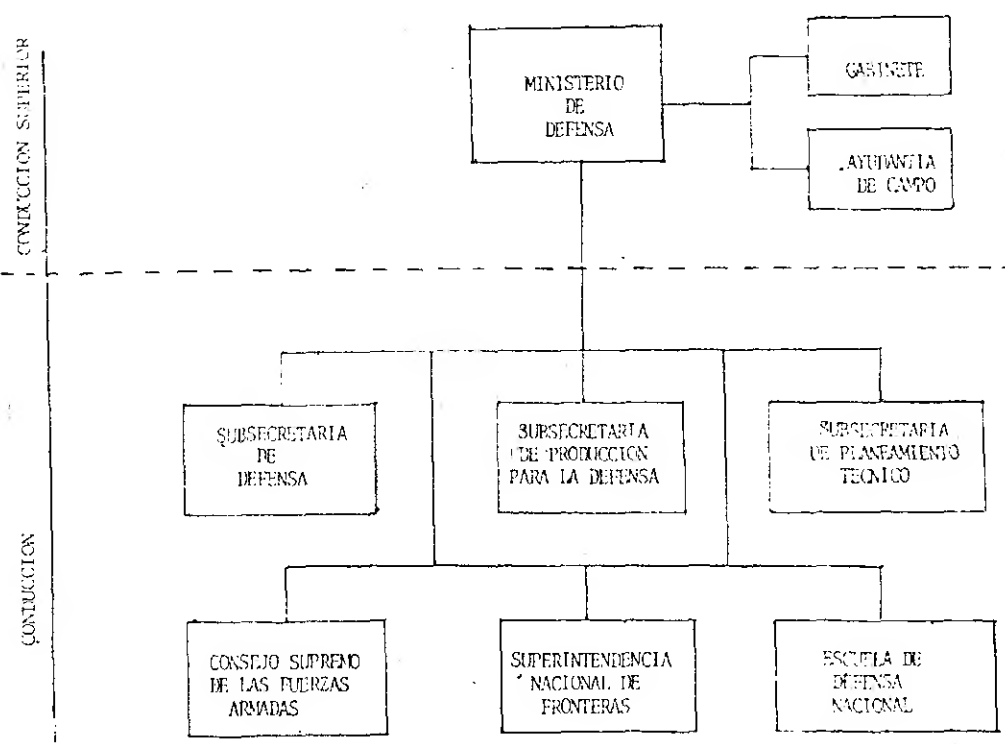 CONDUCCION SUPERIOR
MINISTERIO
DE
DEFENSA
GABINETE
AYUDANTIA
DE CAMPO
CONDUCCION
SUBSECRETARIA
DE
DEFENSA
SUBSECRETARIA
DE PRODUCCION
PARA LA DEFENSA
SUBSECRETARIA
DE PLANEAMIENTO
TECNICO
CONSEJO SUPREMO
DE LAS FUERZAS
ARMADAS
SUPERINTENDENCIA
NACIONAL DE
FRONTERAS
ESCUELA DE
DEFENSA
NACIONAL